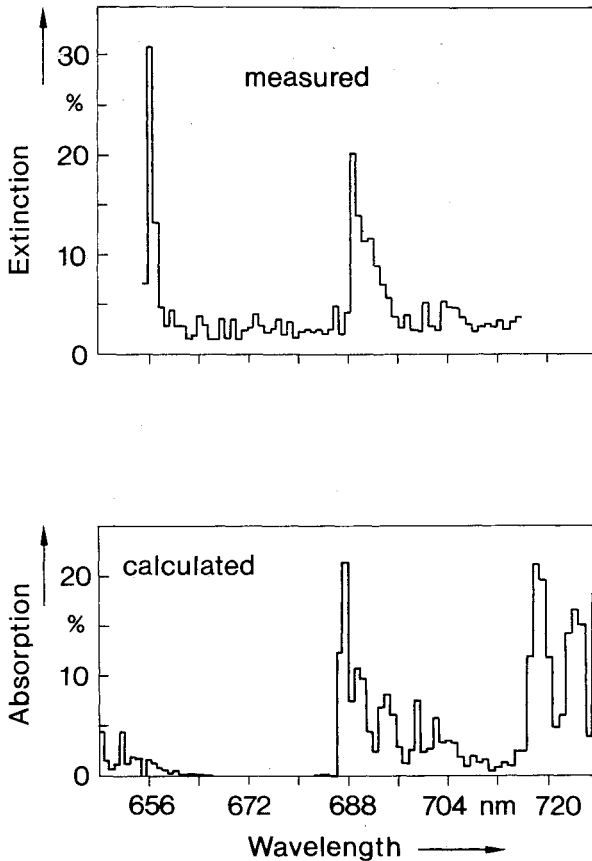 30
%
measured
20
Extinction
10
0
calculated
20
%
Absorption
10
0
656 672 688 704 nm 720
Wavelength